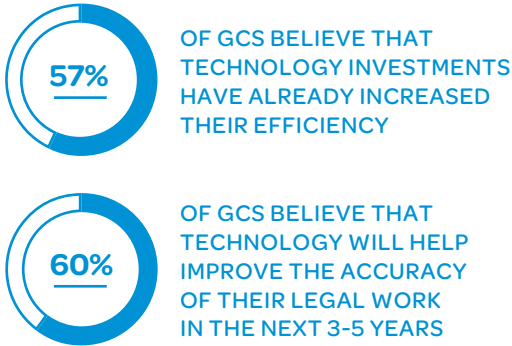 57%
OF GCS BELIEVE THAT
TECHNOLOGY INVESTMENTS
HAVE ALREADY INCREASED
THEIR EFFICIENCY
60%
OF GCS BELIEVE THAT
TECHNOLOGY WILL HELP
IMPROVE THE ACCURACY
OF THEIR LEGAL WORK
IN THE NEXT 3-5 YEARS